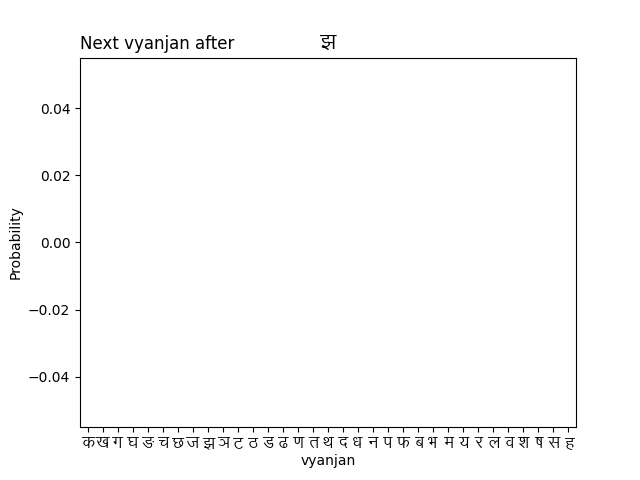 Next vyanjan after झ
0.04
0.02
0.00
−0.02
−0.04
Probability
क ख ग घ ङ च छ ज झ ञ ट ठ ड ढ ण त थ द ध न प फ ब भ म य र ल व श ष स ह
vyanjan